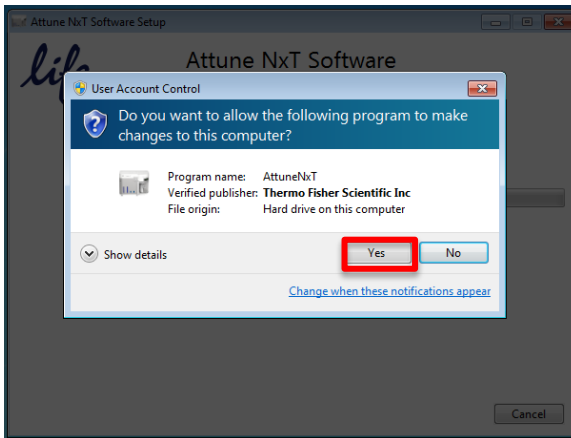 Attune NxT Software Setup
life
Attune NxT Software
User Account Control
Do you want to allow the following program to make
changes to this computer?
Program name: AttuneNxT
Verified publisher: Thermo Fisher Scientific Inc
File origin: Hard drive on this computer
Show details
Yes
No
Change when these notifications appear
Cancel